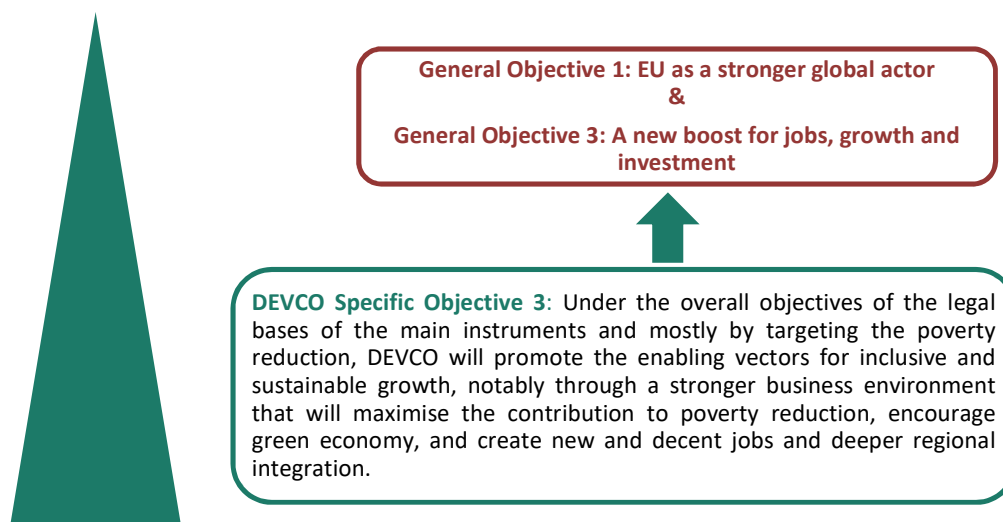 General Objective 1: EU as a stronger global actor
&
General Objective 3: A new boost for jobs, growth and
investment
DEVCO Specific Objective 3: Under the overall objectives of the legal
bases of the main instruments and mostly by targeting the poverty
reduction, DEVCO will promote the enabling vectors for inclusive and
sustainable growth, notably through a stronger business environment
that will maximise the contribution to poverty reduction, encourage
green economy, and create new and decent jobs and deeper regional
integration.